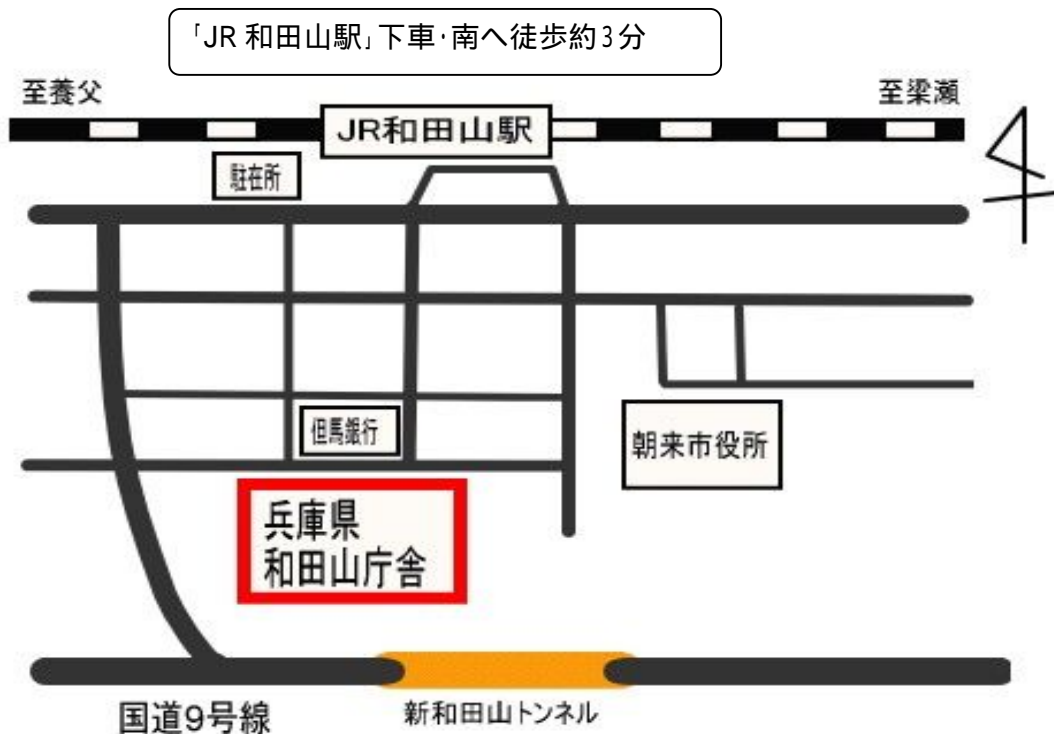 「JR 和田山駅」下車・南へ徒歩約3分
至養父
至梁瀬
JR和田山駅
駐在所
但馬銀行
朝来市役所
兵庫県
和田山庁舎
国道9号線
新和田山トンネル